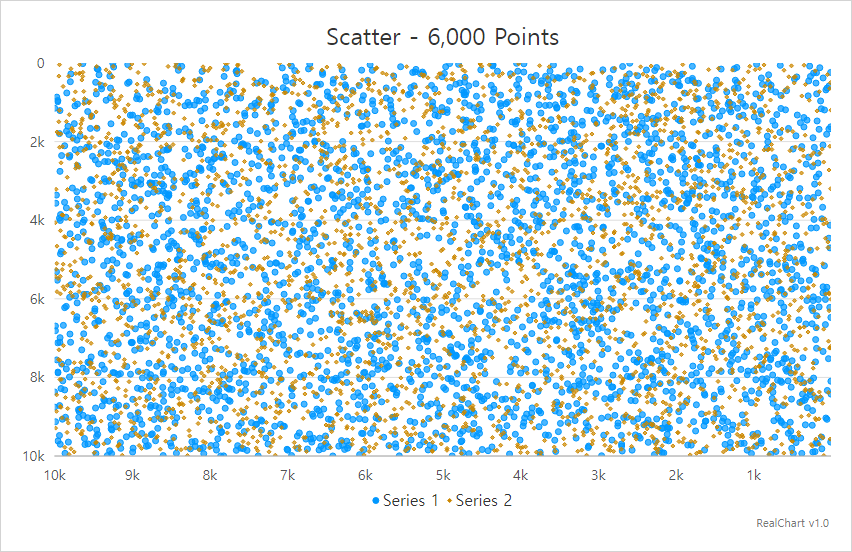 Scatter - 6,000 Points
0
2k
4k
6k
8k
10k
10k 9k 8k 7k 6k 5k 4k 3k 2k 1k
Series 1 Series 2
RealChart v1.0